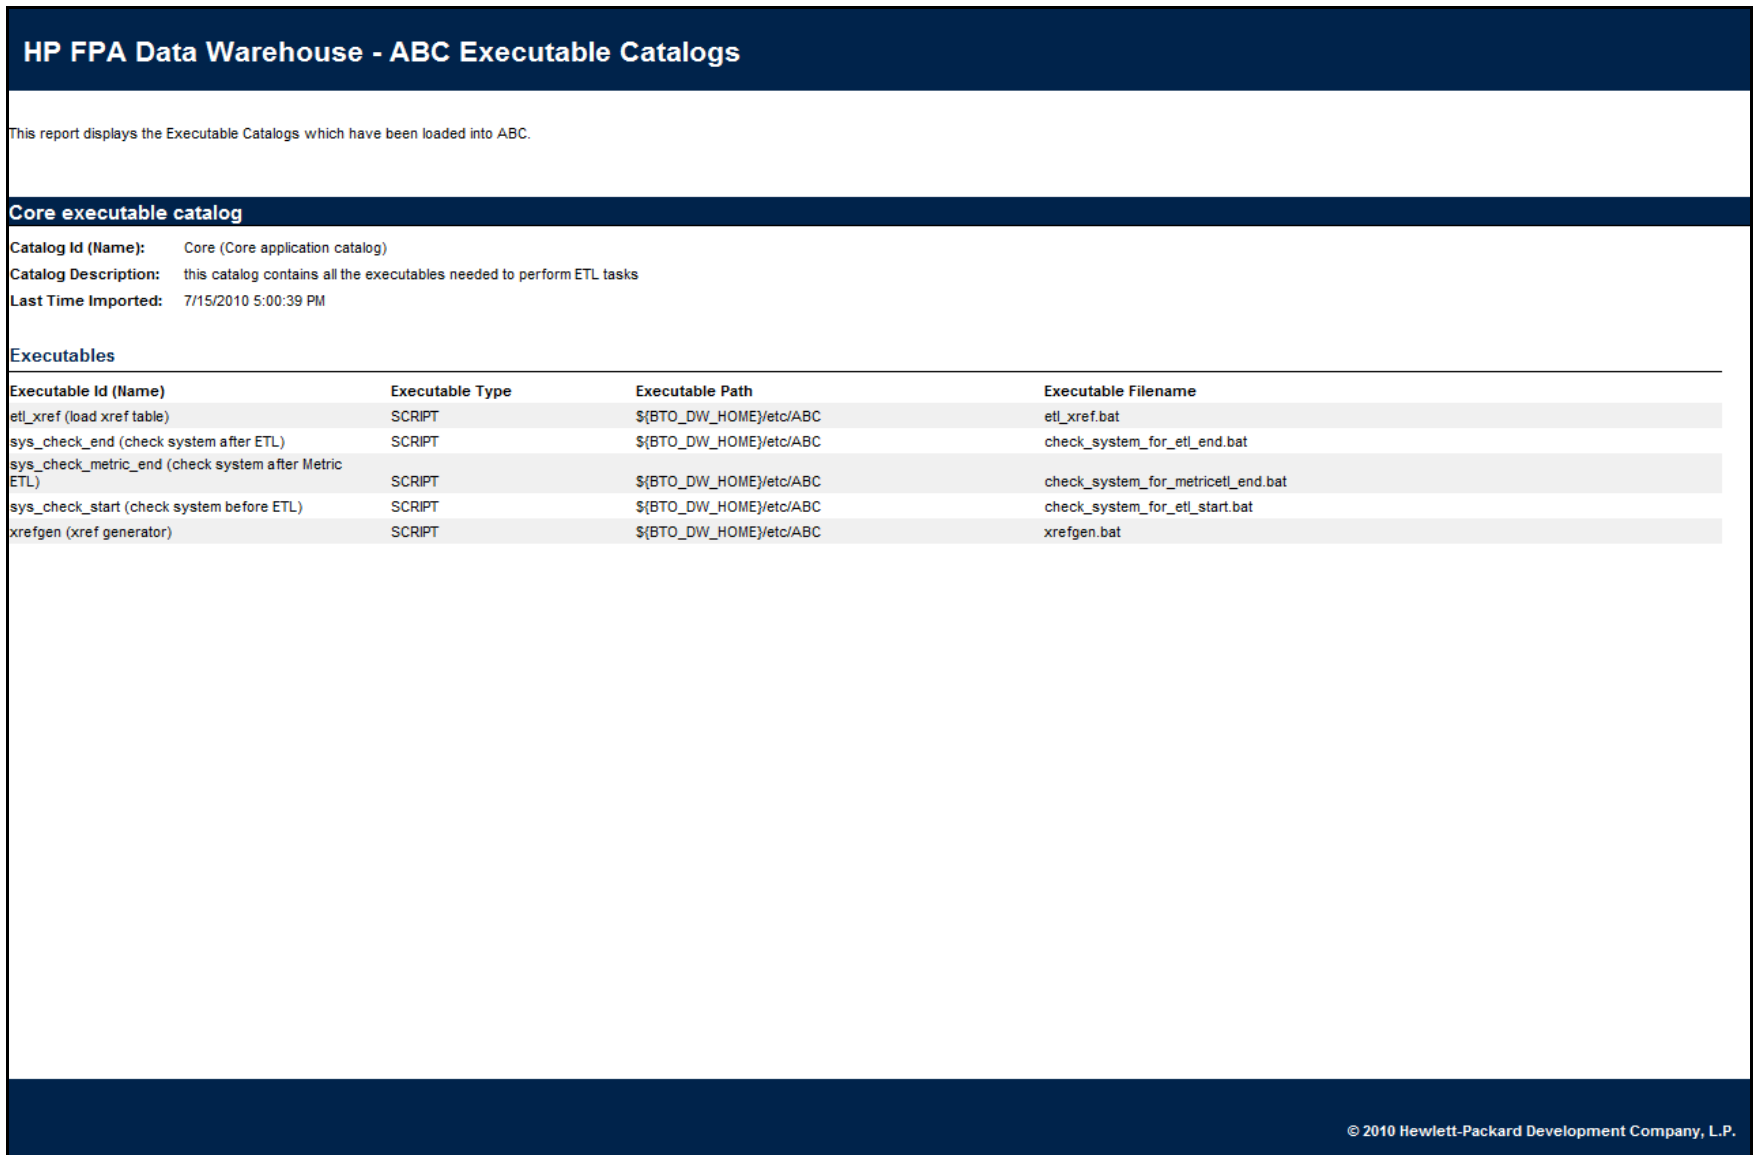 HP FPA Data Warehouse - ABC Executable Catalogs
This report displays the Executable Catalogs which have been loaded into ABC.
Core executable catalog
Catalog Id (Name): Core (Core application catalog)
Catalog Description: this catalog contains all the executables needed to perform ETL tasks
Last Time Imported: 7/15/2010 5:00:39 PM
Executables
Executable Id (Name) Executable Type Executable Path Executable Filename
etl_xref (load xref table) SCRIPT ${BTO_DW_HOME}/etc/ABC etl_xref.bat
sys_check_end (check system after ETL) SCRIPT ${BTO_DW_HOME}/etc/ABC check_system_for_etl_end.bat
sys_check_metric_end (check system after Metric
ETL) SCRIPT ${BTO_DW_HOME}/etc/ABC check_system_for_metricetl_end.bat
sys_check_start (check system before ETL) SCRIPT ${BTO_DW_HOME}/etc/ABC check_system_for_etl_start.bat
xrefgen (xref generator) SCRIPT ${BTO_DW_HOME}/etc/ABC xrefgen.bat
© 2010 Hewlett-Packard Development Company, L.P.